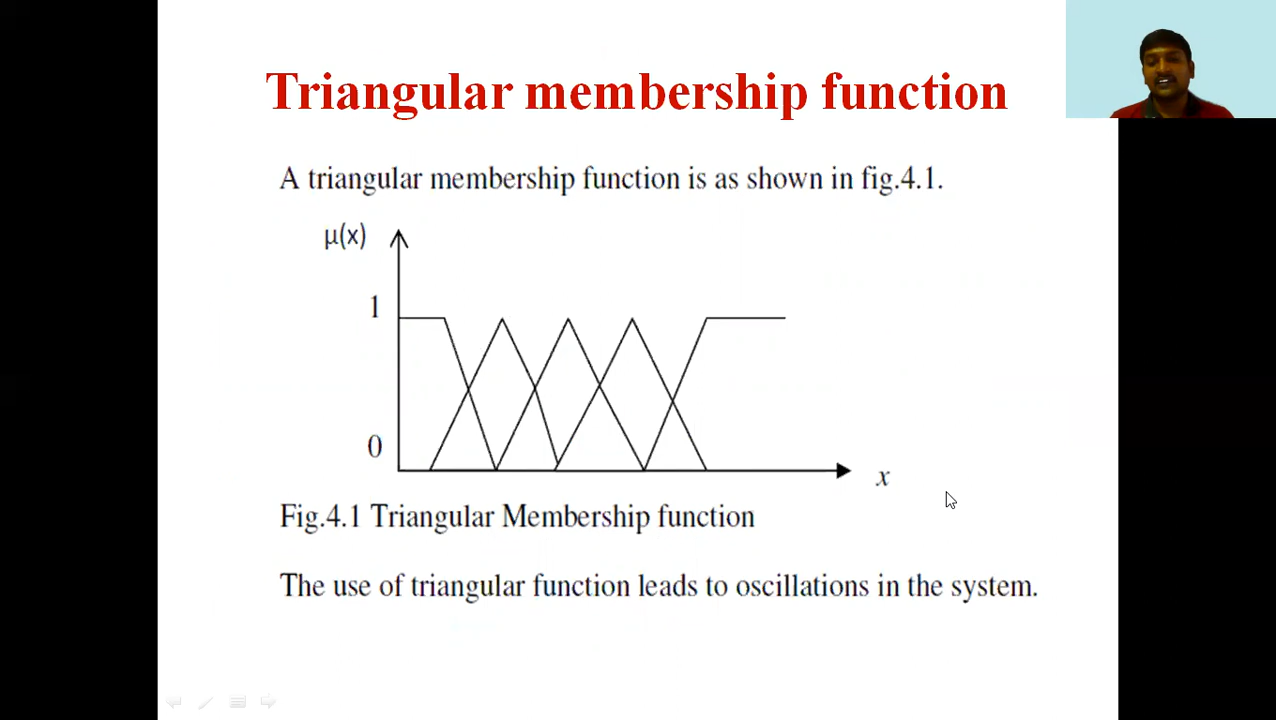 Triangular membership function
A triangular membership function is as shown in fig.4.1.
μ(x)
1
0
x
Fig.4.1 Triangular Membership function
The use of triangular function leads to oscillations in the system.